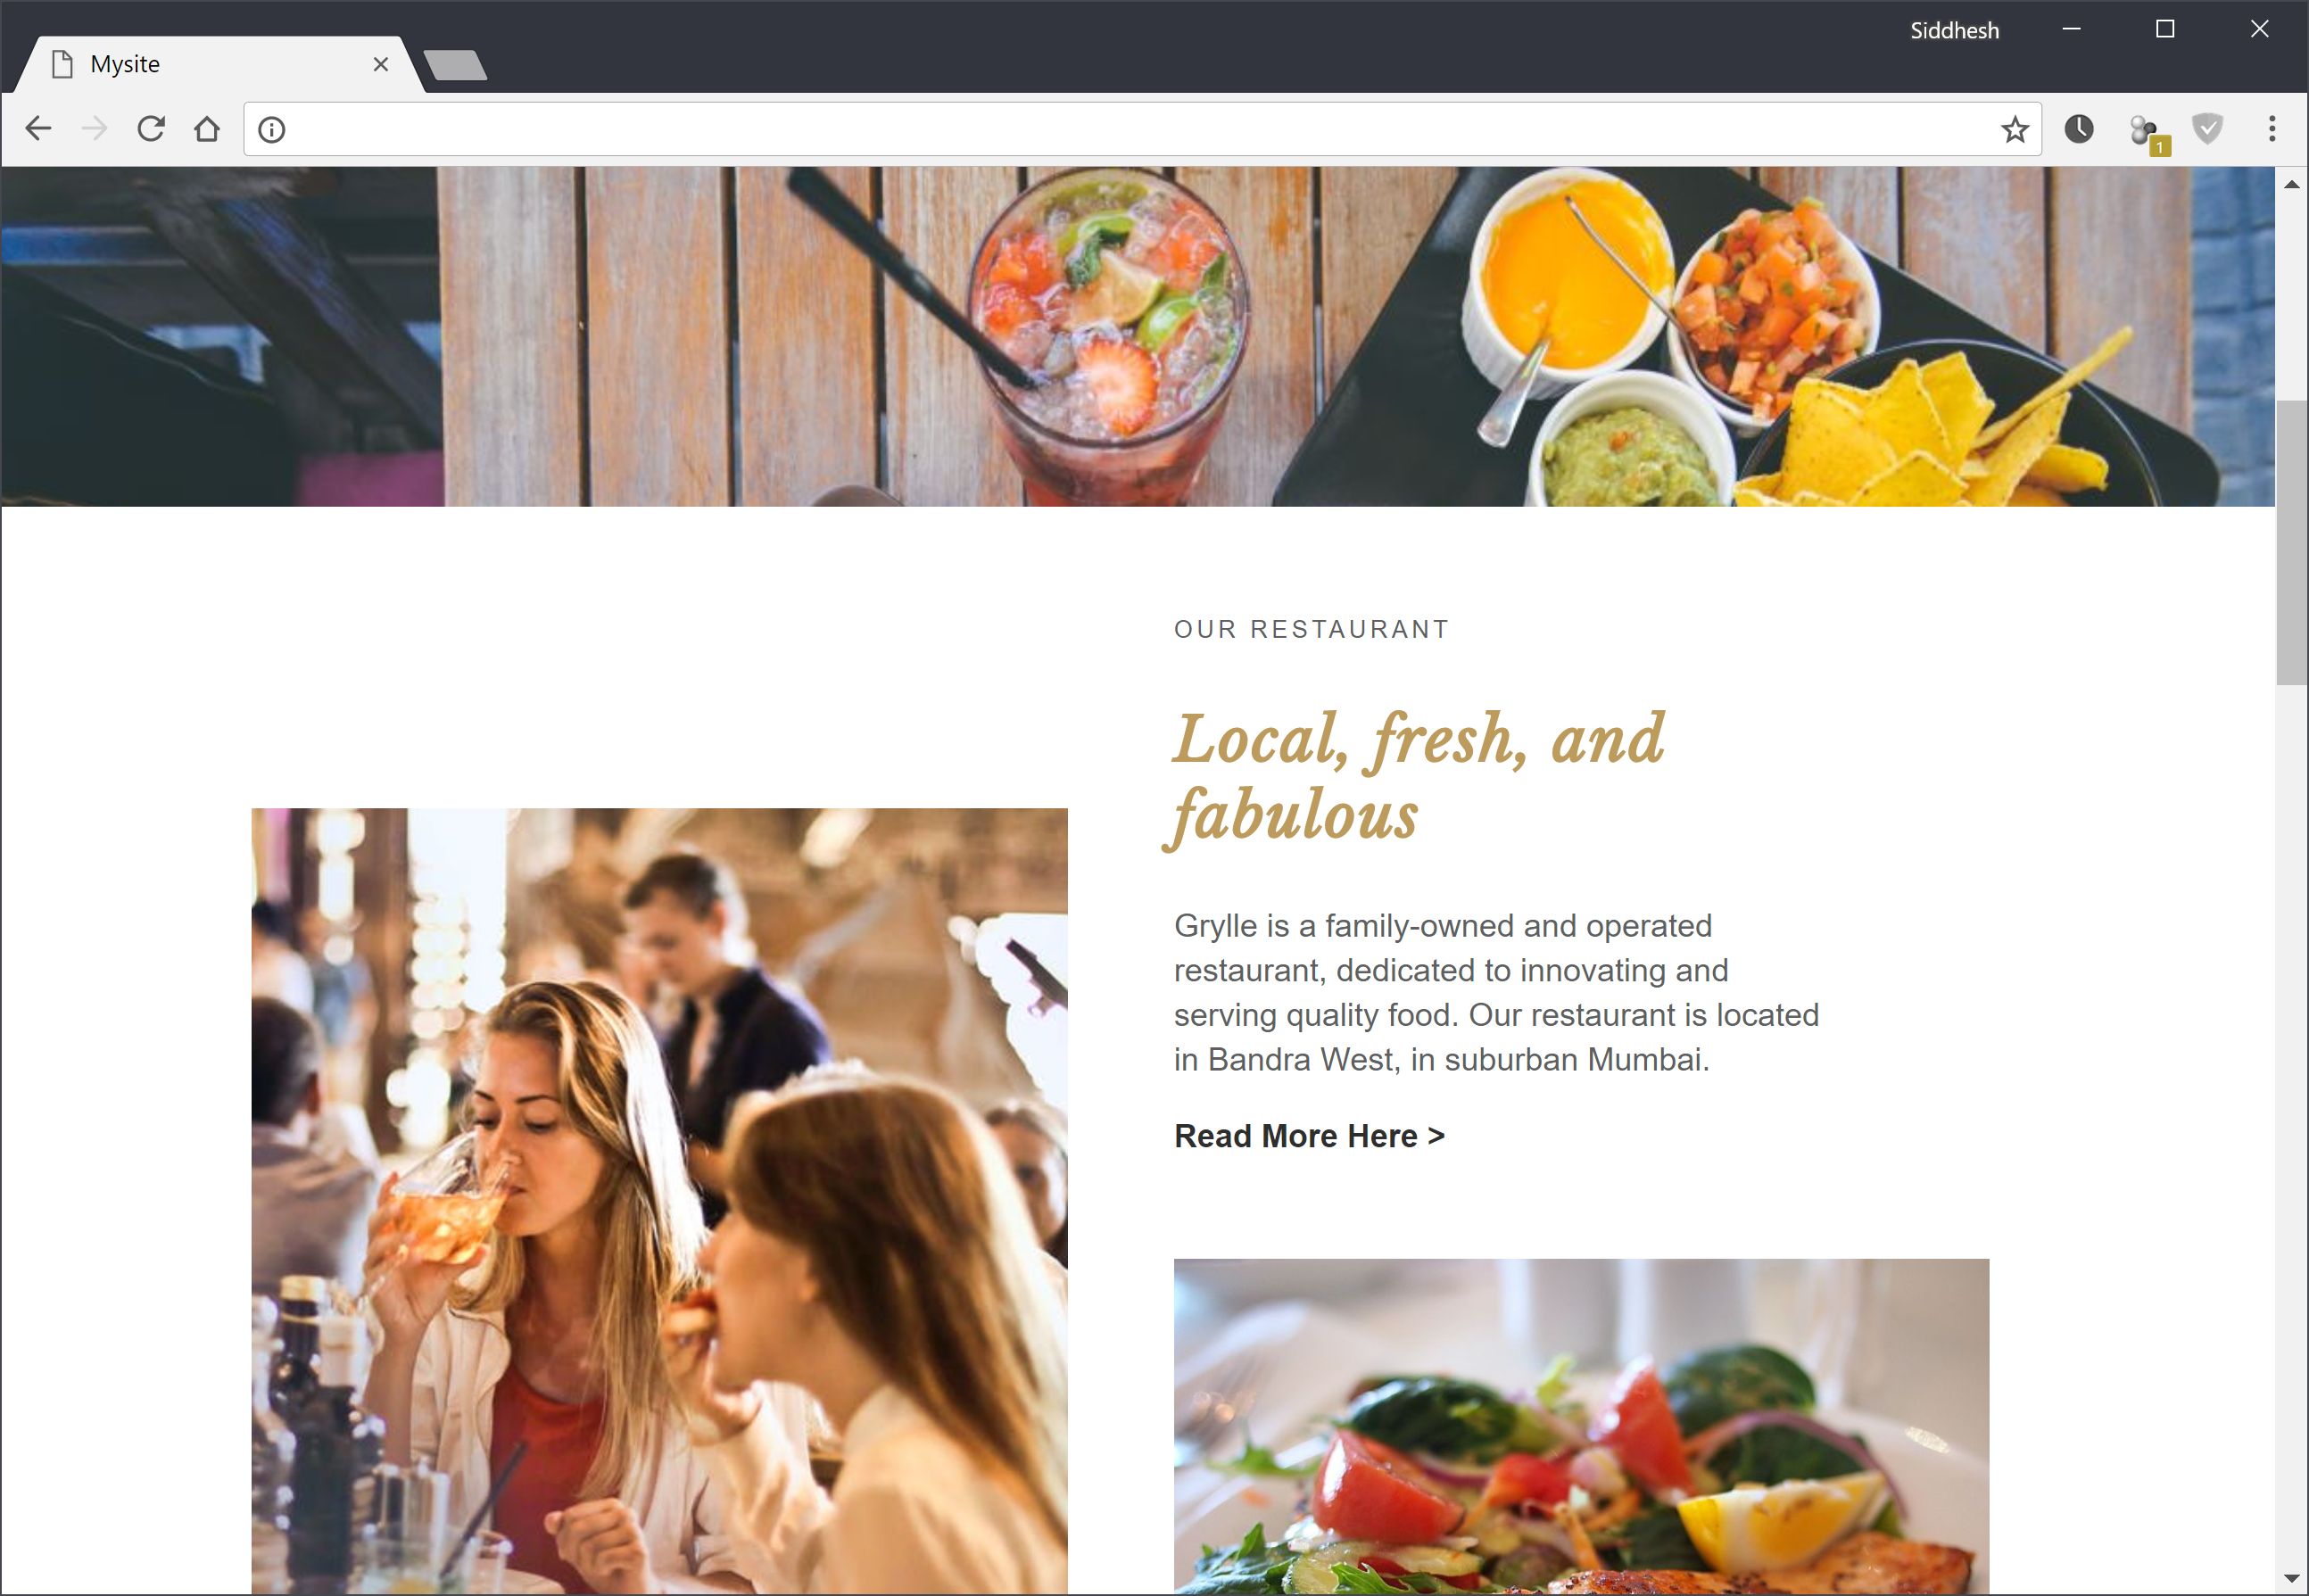 Siddhesh
Mysite
1
OUR RESTAURANT
Local, fresh, and
fabulous
Grylle is a family-owned and operated
restaurant, dedicated to innovating and
serving quality food. Our restaurant is located
in Bandra West, in suburban Mumbai.
Read More Here >